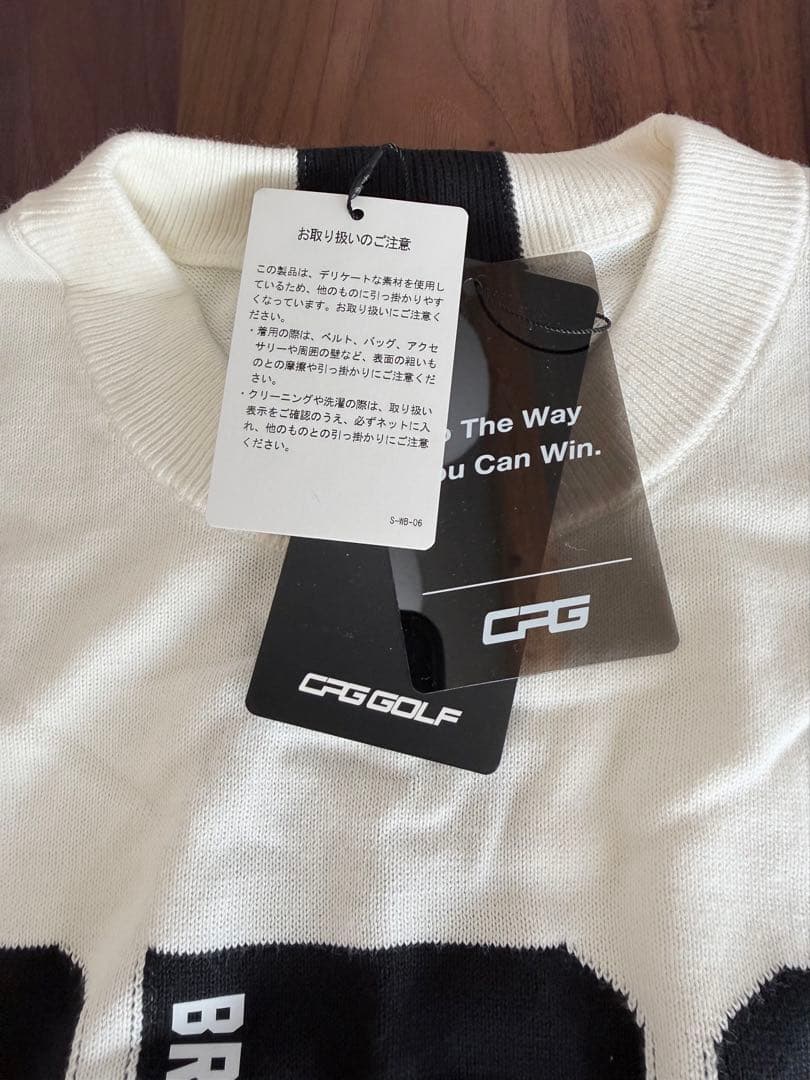 お取り扱いのご注意
この製品は、デリケートな素材を使用し
ているため、他のものに引っ掛かりやす
くなっています。お取り扱いにご注意く
ださい。
・着用の際は、ベルト、バッグ、アクセ
サリーや周囲の壁など、表面の粗いも
のとの摩擦や引っ掛かりにご注意くだ
さい。
・クリーニングや洗濯の際は、取り扱い
表示をご確認のうえ、必ずネットに入
れ、他のものとの引っ掛かりにご注意
ください。
S-WB-06
The Way
Can Win.
CPG
CPG GOLF
BR